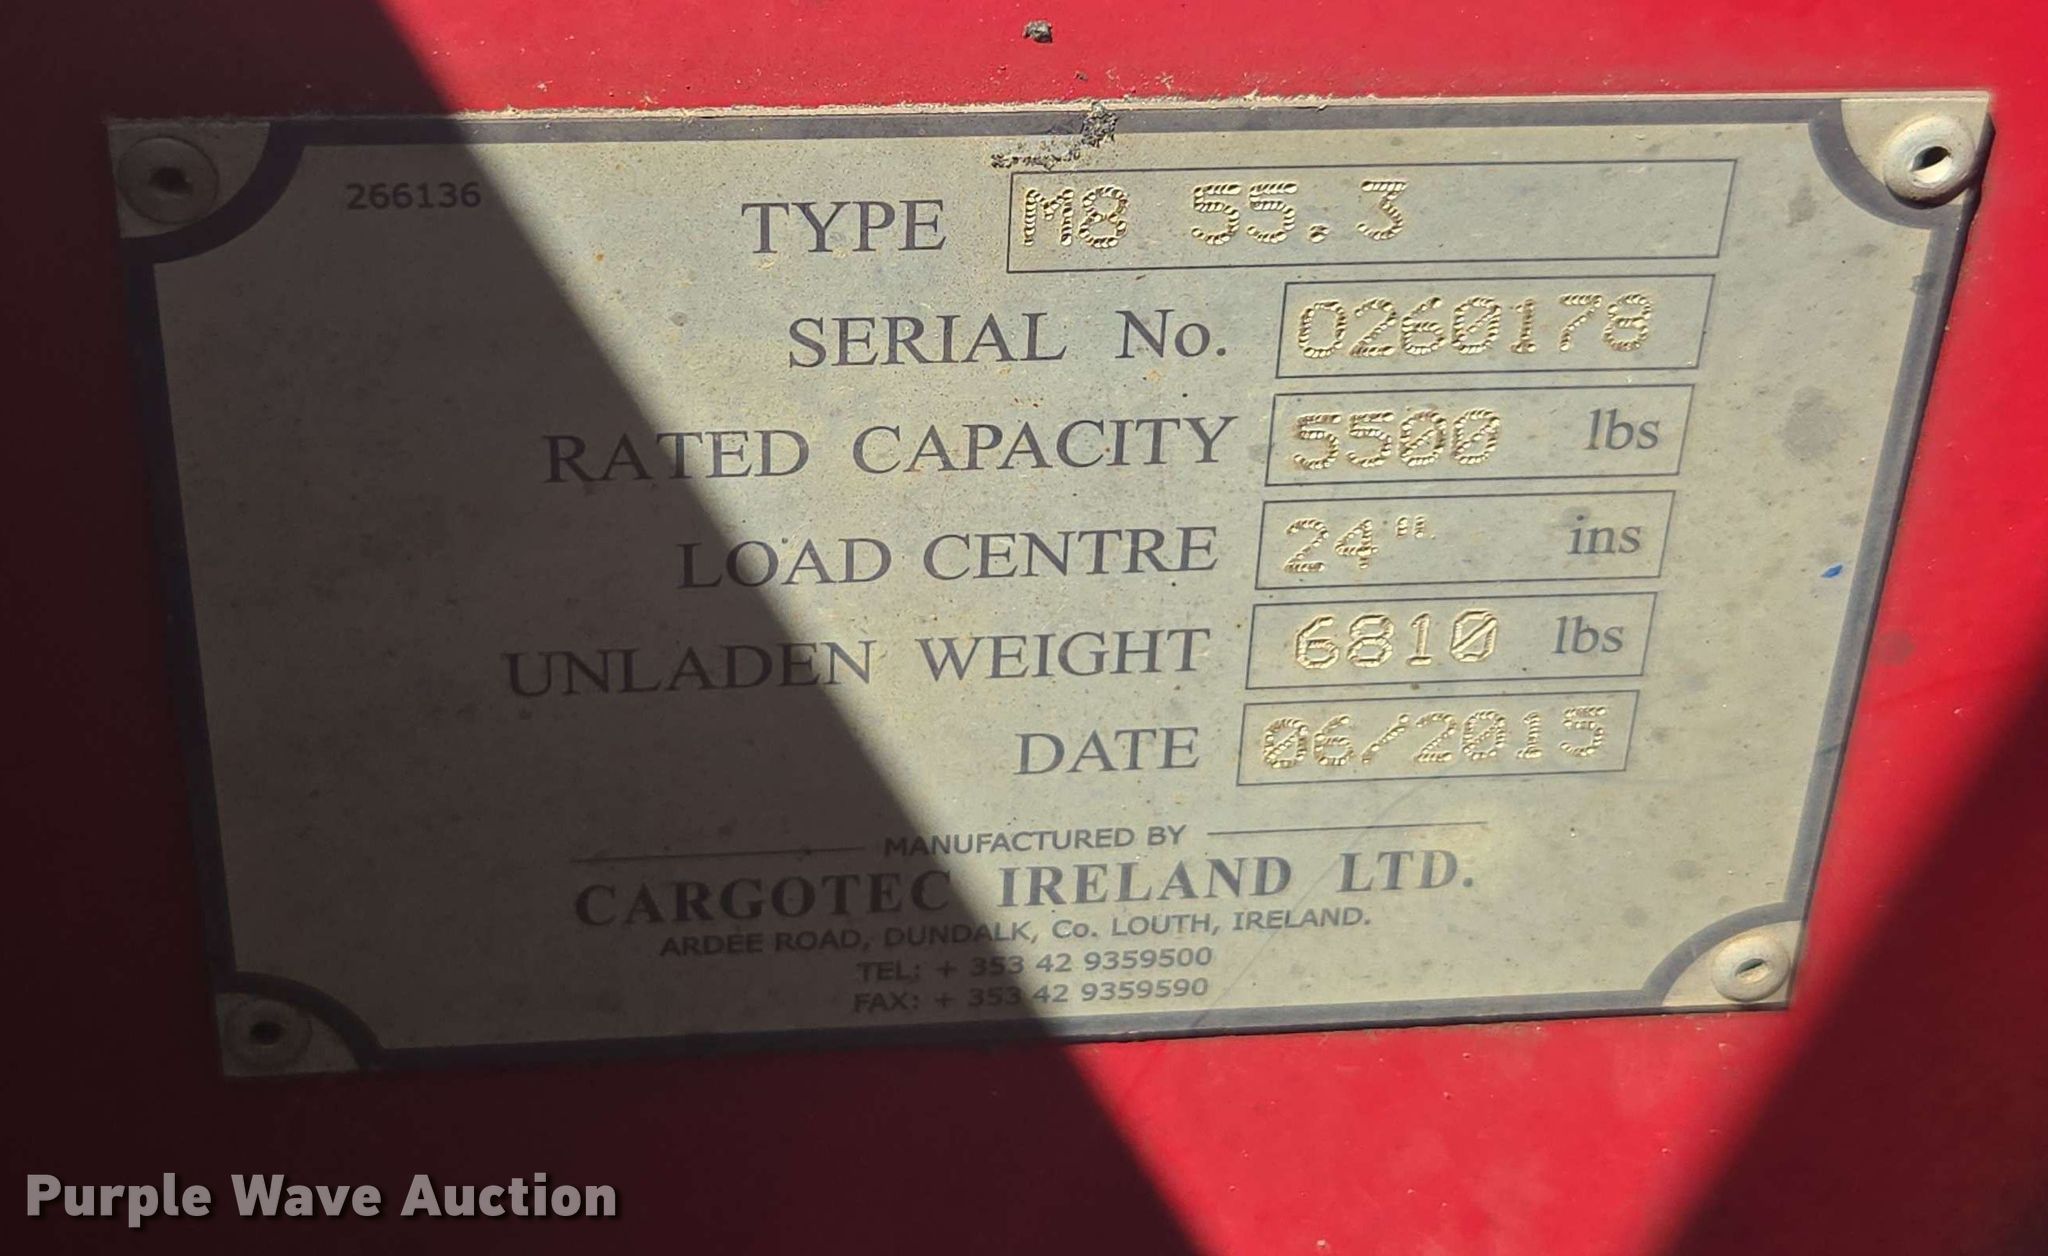 266136
TYPE M8 55.3
SERIAL No. 0260178
RATED CAPACITY 5500 lbs
LOAD CENTRE 24" ins
UNLADEN WEIGHT 6810 lbs
DATE 06/2015
MANUFACTURED BY
CARGOTEC IRELAND LTD.
ARDEE ROAD, DUNDALK, Co. LOUTH, IRELAND.
TEL: + 353 42 9359500
FAX: + 353 42 9359590
Purple Wave Auction